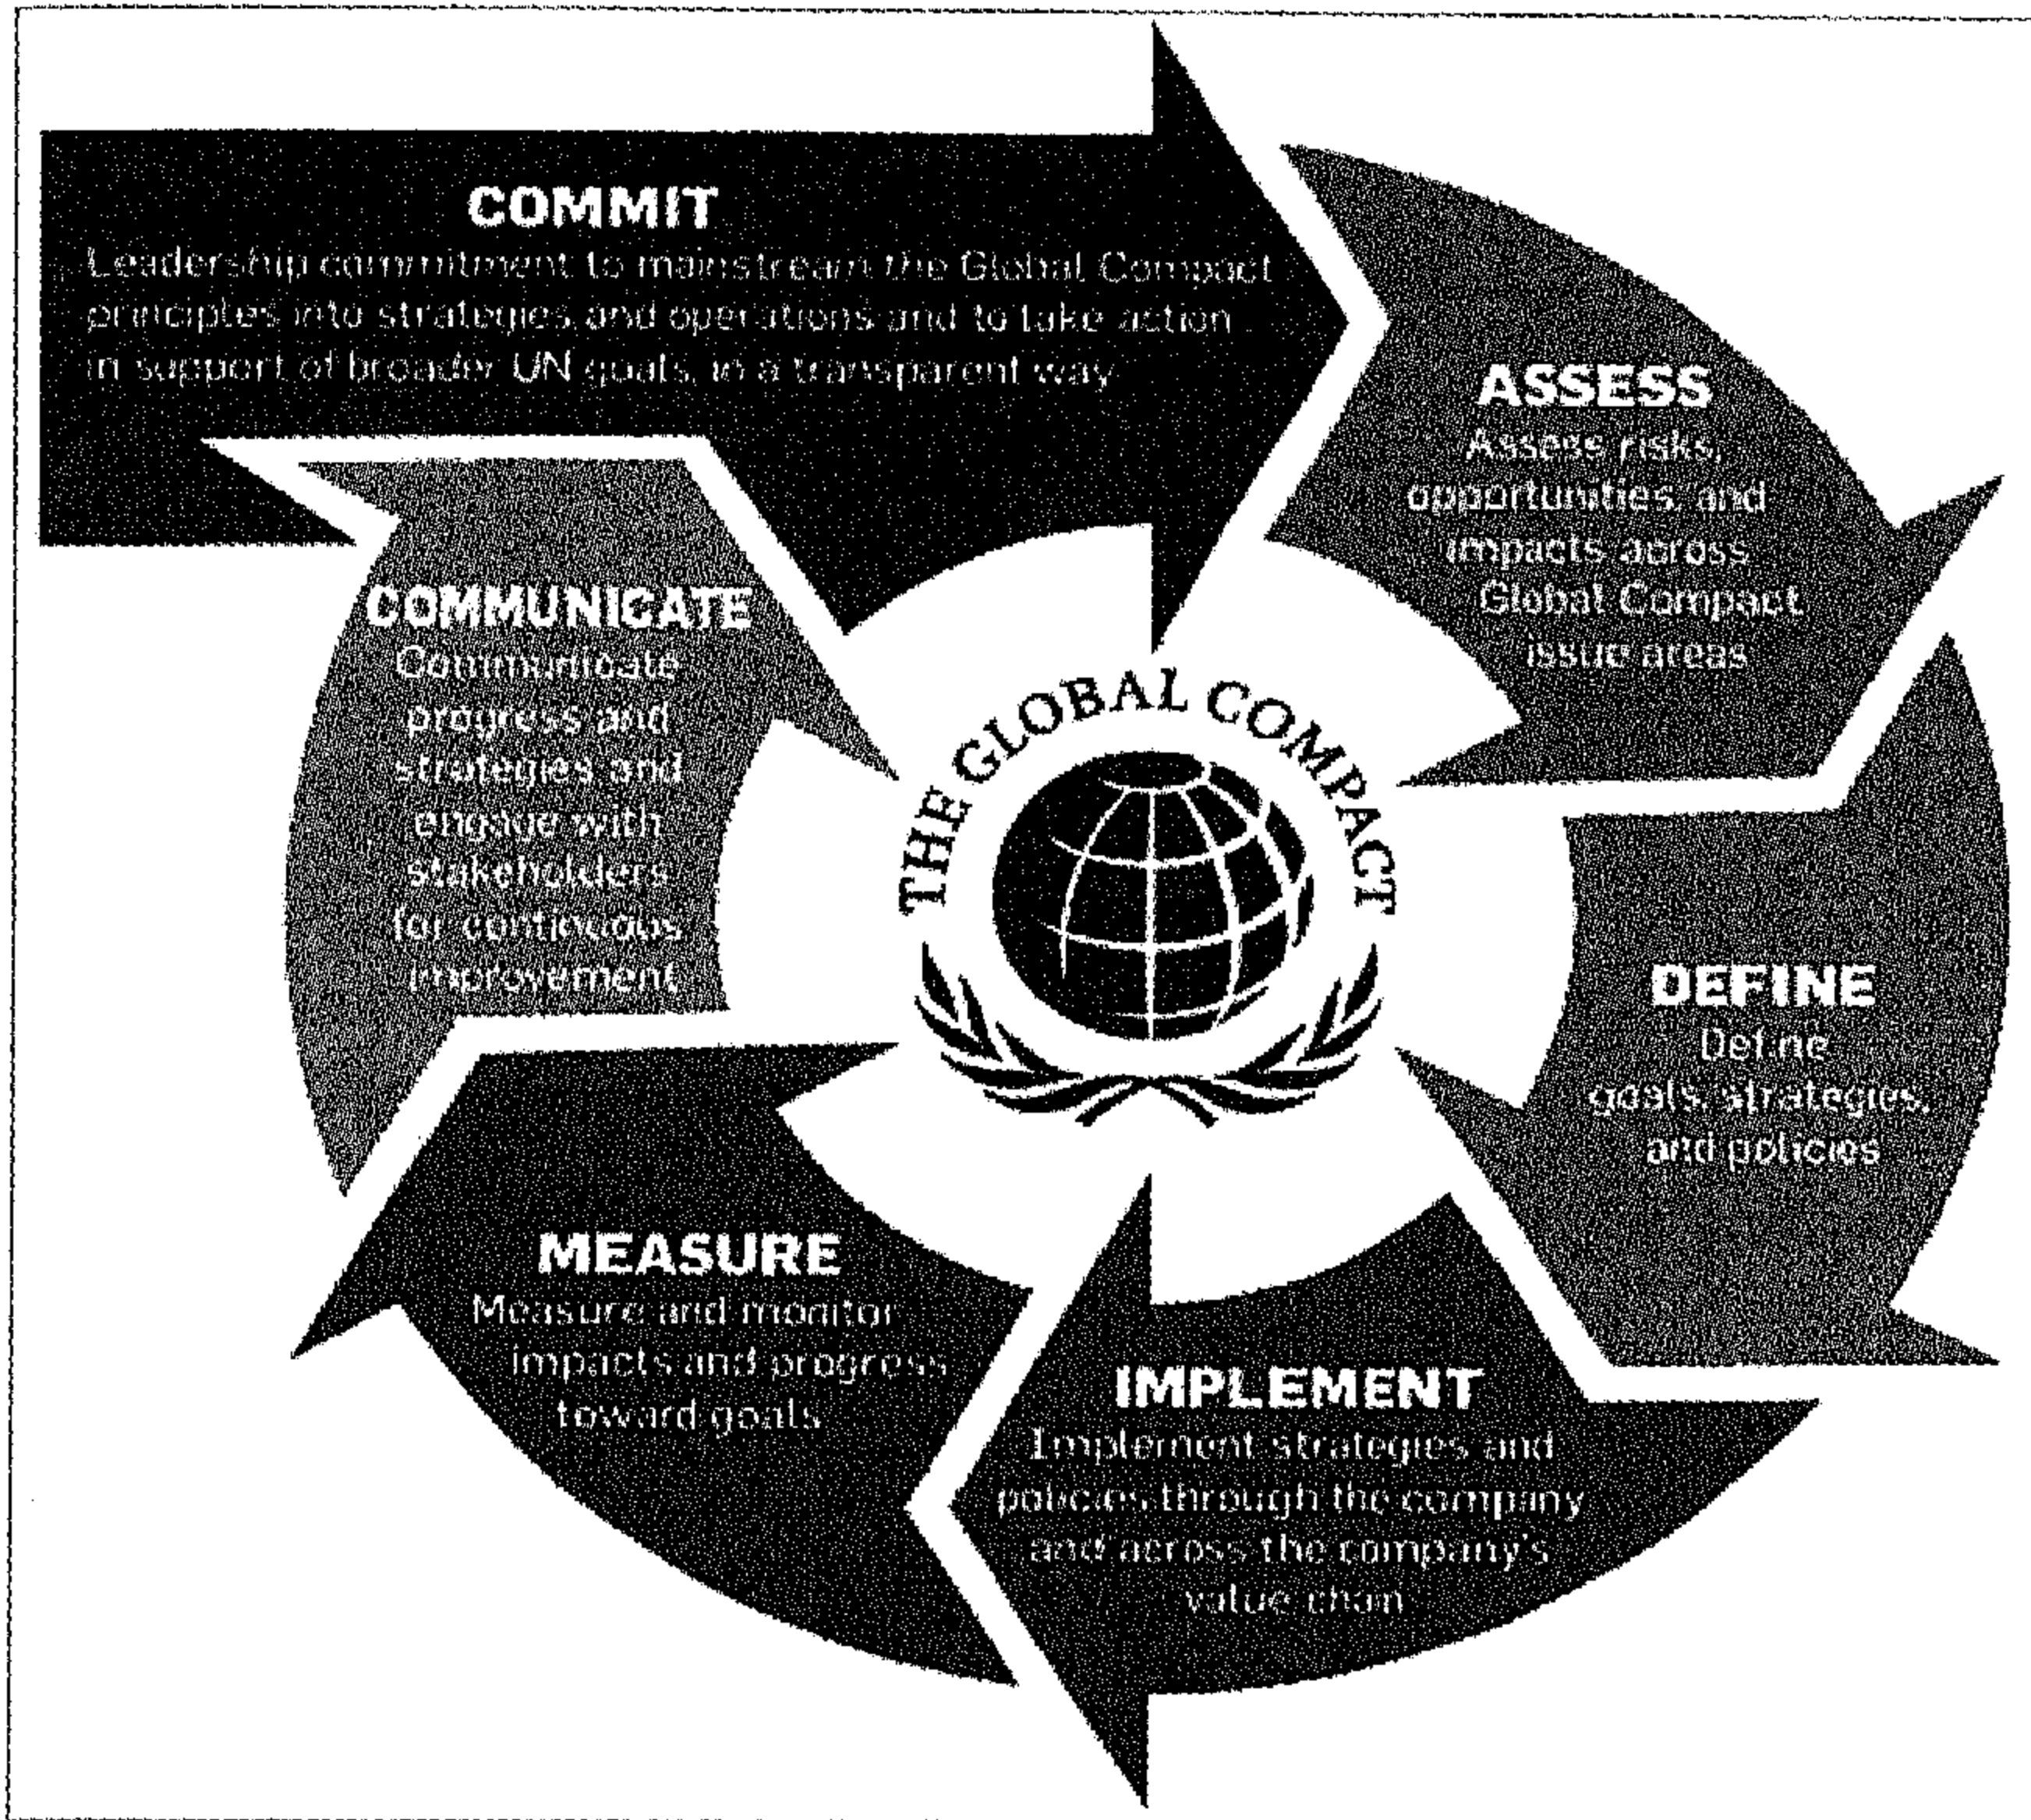 COMMIT
Leadership commitment to mainstream the Global Compact
principles into strategies and operations and to take action
in support of broader UN goals, in a transparent way
ASSESS
Assess risks,
opportunities, and
impacts across
Global Compact
issue areas
DEFINE
Define
goals, strategies,
and policies
IMPLEMENT
Implement strategies and
policies through the company
and across the company's
value chain
MEASURE
Measure and monitor
impacts and progress
toward goals
COMMUNICATE
Communicate
progress and
strategies and
engage with
stakeholders
for continuous
improvement
THE GLOBAL COMPACT